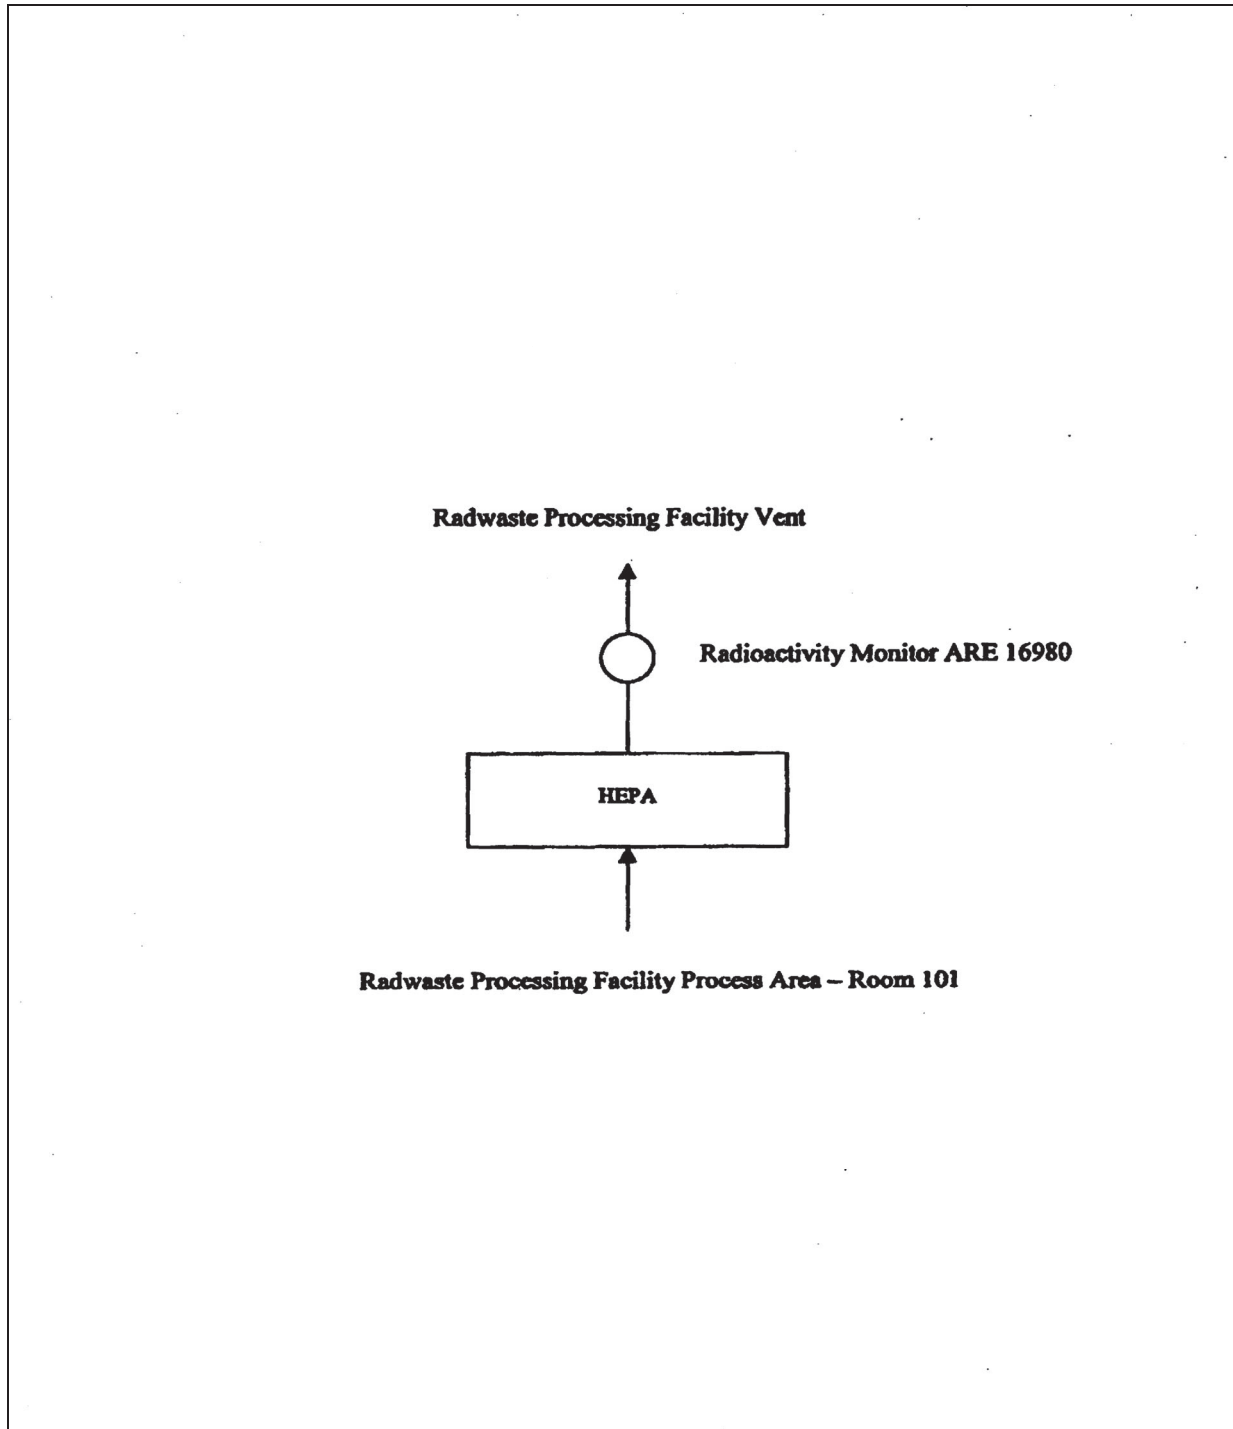 Radwaste Processing Facility Vent
Radioactivity Monitor ARE 16980
HEPA
Radwaste Processing Facility Process Area – Room 101